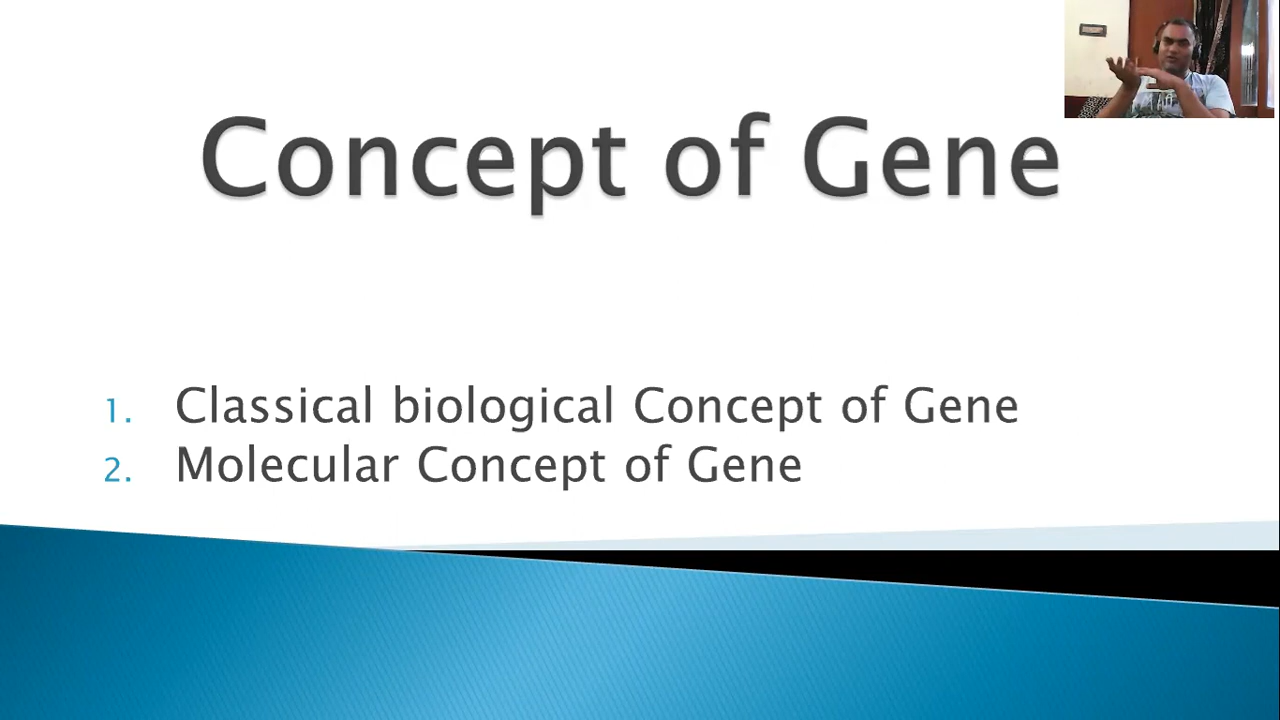 Concept of Gene
1. Classical biological Concept of Gene
2. Molecular Concept of Gene